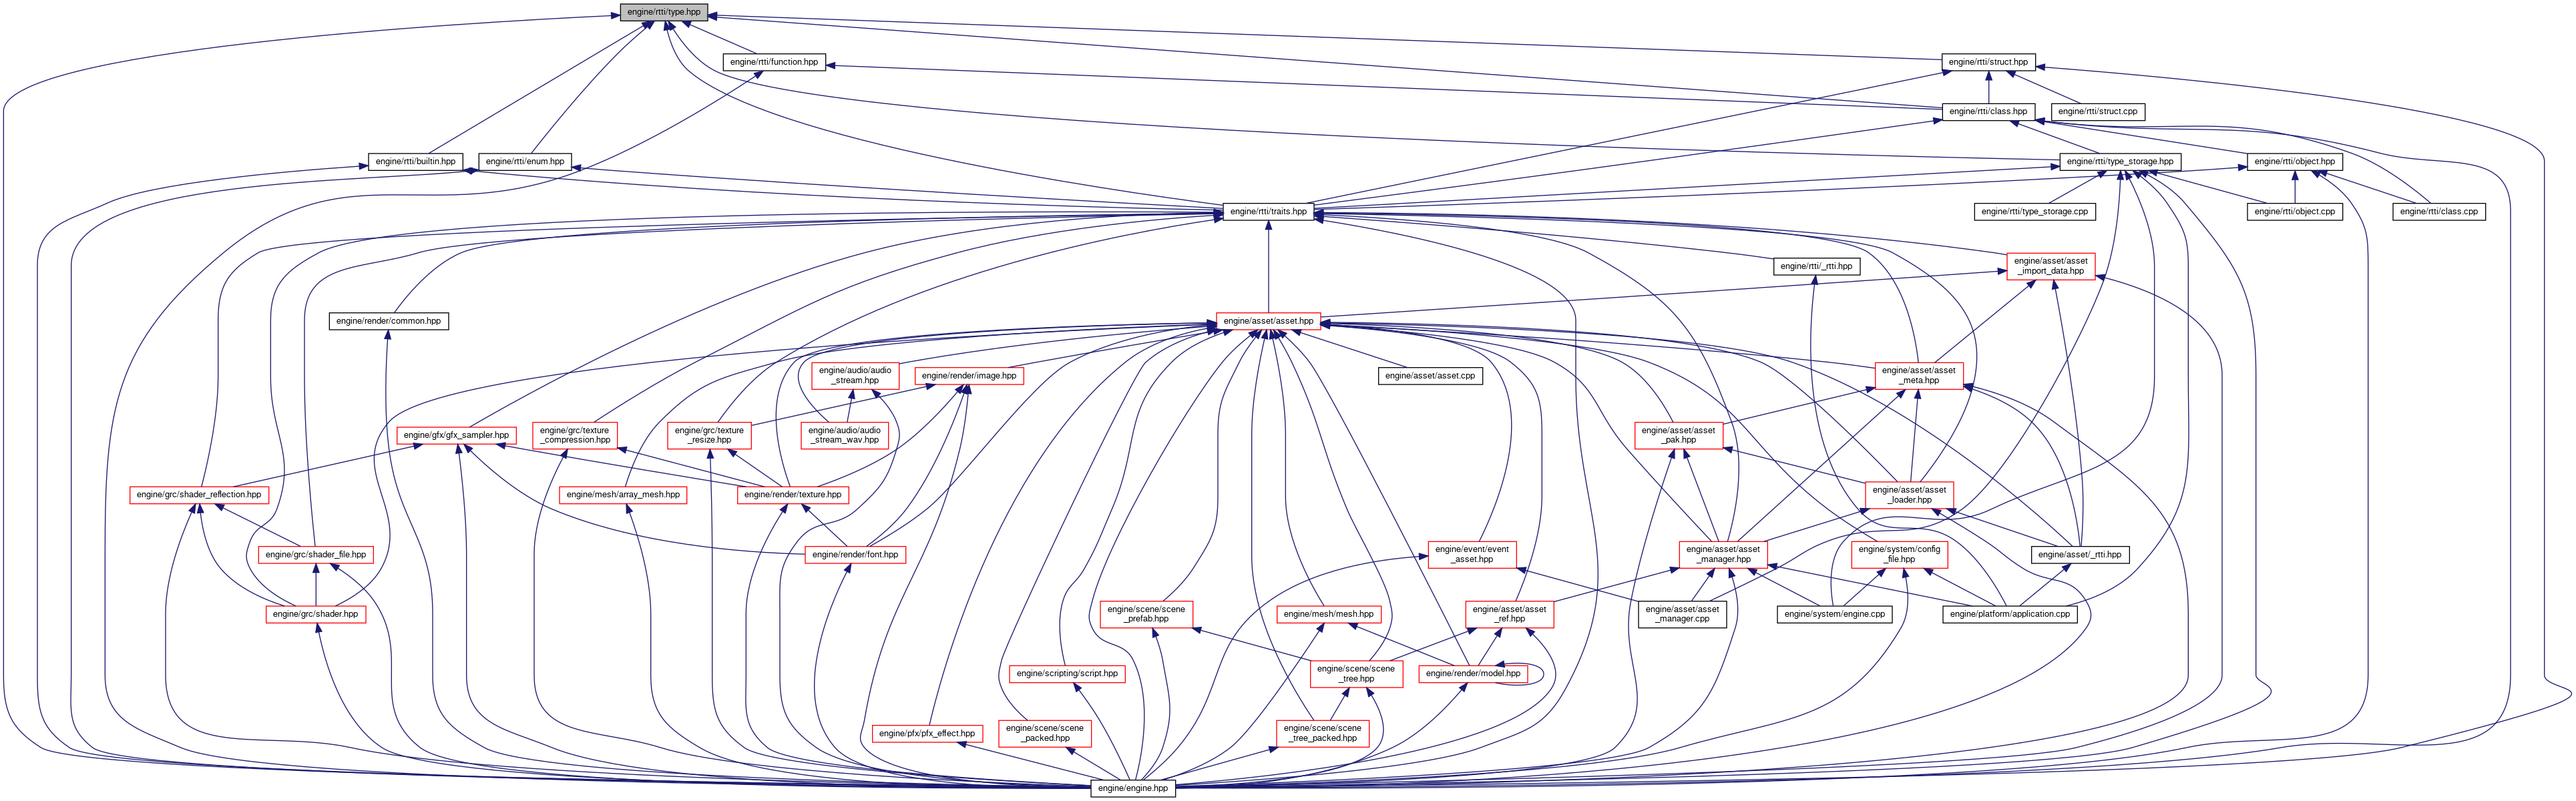 engine/rtti/type.hpp
engine/rtti/function.hpp
engine/rtti/struct.hpp
engine/rtti/class.hpp
engine/rtti/struct.cpp
engine/rtti/builtin.hpp
engine/rtti/enum.hpp
engine/rtti/type_storage.hpp
engine/rtti/object.hpp
engine/rtti/traits.hpp
engine/rtti/type_storage.cpp
engine/rtti/object.cpp
engine/rtti/class.cpp
engine/rtti/_rtti.hpp
engine/asset/asset
_import_data.hpp
engine/render/common.hpp
engine/asset/asset.hpp
engine/audio/audio
_stream.hpp
engine/render/image.hpp
engine/asset/asset.cpp
engine/asset/asset
_meta.hpp
engine/gfx/gfx_sampler.hpp
engine/grc/texture
_compression.hpp
engine/grc/texture
_resize.hpp
engine/audio/audio
_stream_wav.hpp
engine/asset/asset
_pak.hpp
engine/grc/shader_reflection.hpp
engine/mesh/array_mesh.hpp
engine/render/texture.hpp
engine/asset/asset
_loader.hpp
engine/grc/shader_file.hpp
engine/render/font.hpp
engine/event/event
_asset.hpp
engine/asset/asset
_manager.hpp
engine/system/config
_file.hpp
engine/asset/_rtti.hpp
engine/grc/shader.hpp
engine/scene/scene
_prefab.hpp
engine/mesh/mesh.hpp
engine/asset/asset
_ref.hpp
engine/asset/asset
_manager.cpp
engine/system/engine.cpp
engine/platform/application.cpp
engine/scripting/script.hpp
engine/scene/scene
_tree.hpp
engine/render/model.hpp
engine/pfx/pfx_effect.hpp
engine/scene/scene
_packed.hpp
engine/scene/scene
_tree_packed.hpp
engine/engine.hpp